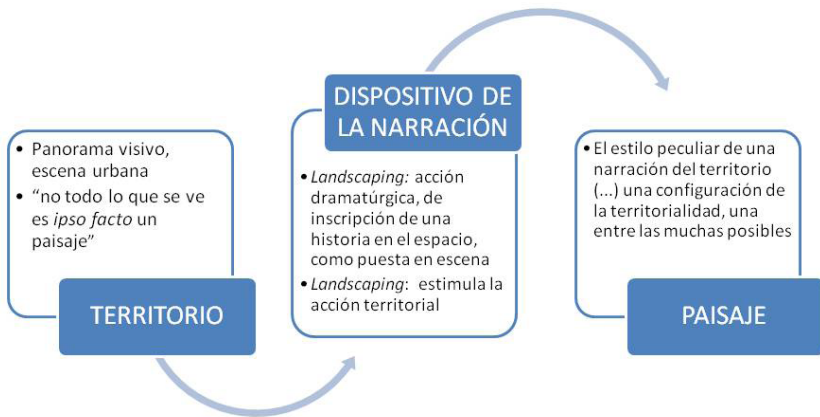 • Panorama visivo,
escena urbana
• “no todo lo que se ve
es ipso facto un
paisaje”
TERRITORIO
DISPOSITIVO DE
LA NARRACIÓN
• Landscaping: acción
dramatúrgica, de
inscripción de una
historia en el espacio,
como puesta en escena
• Landscaping: estimula la
acción territorial
• El estilo peculiar de una
narración del territorio
(...) una configuración de
la territorialidad, una
entre las muchas posibles
PAISAJE